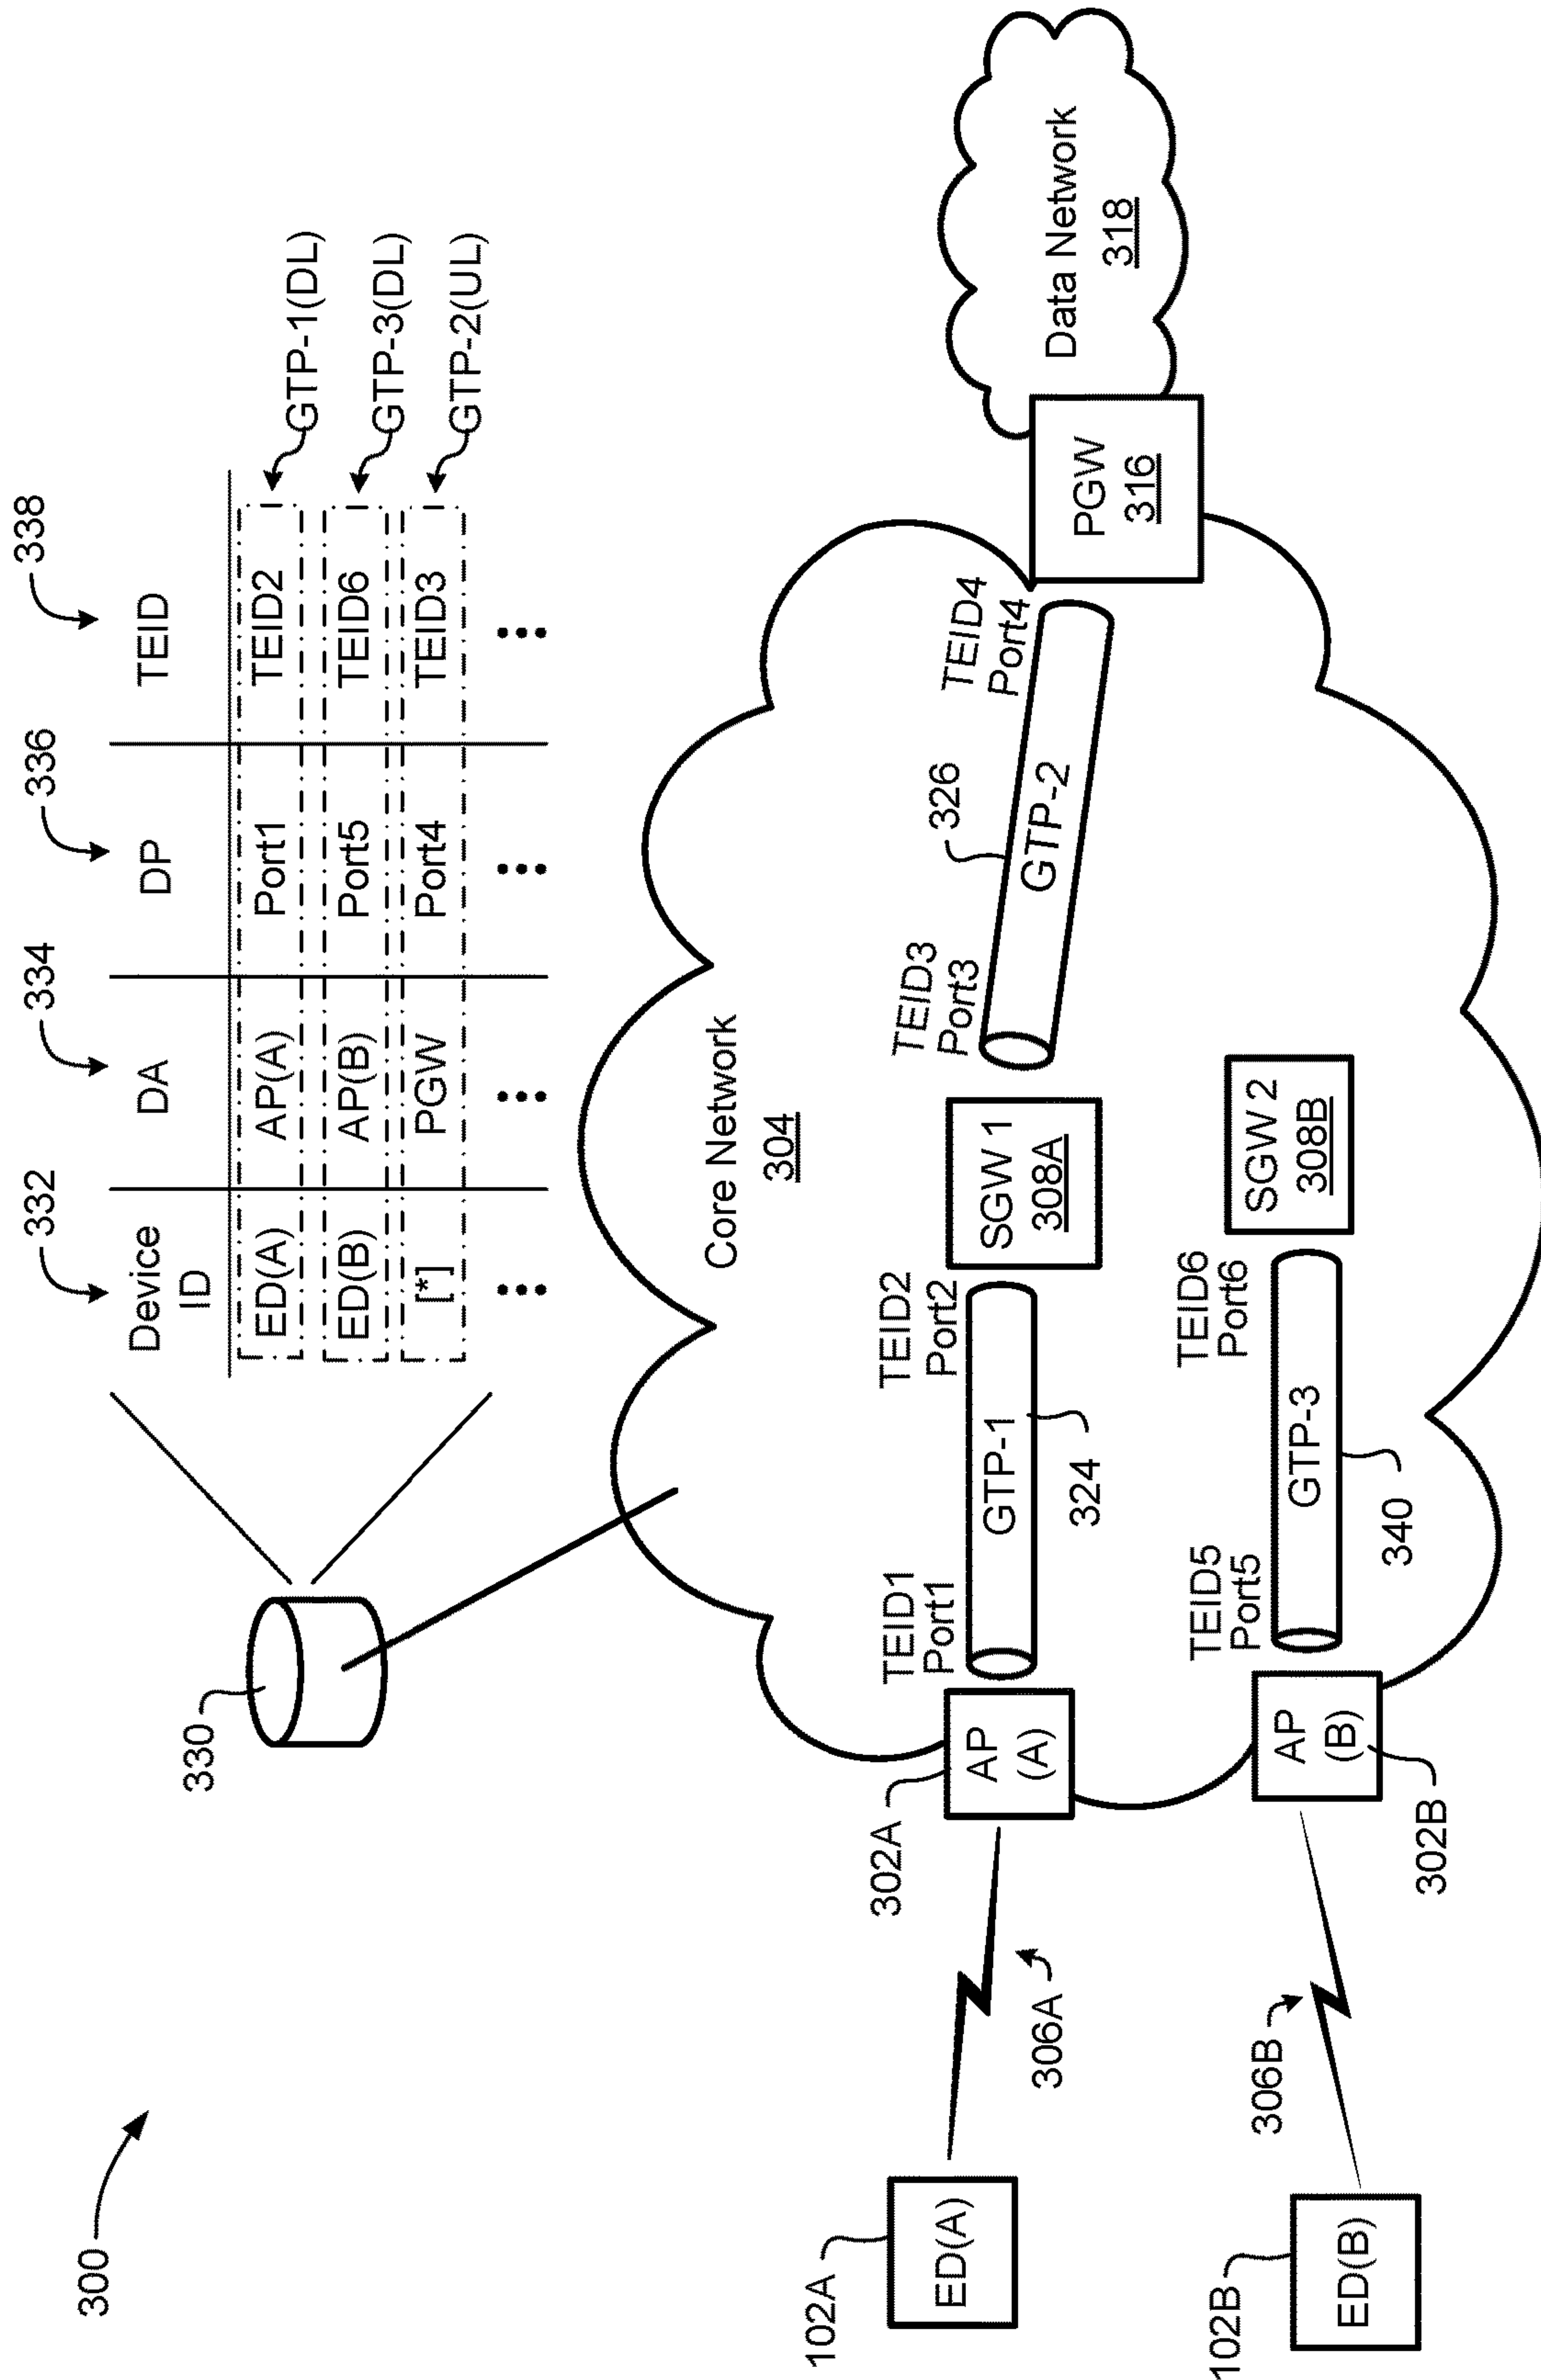 300
330
332
334
336
338
Device ID
DA
DP
TEID
ED(A)
AP(A)
Port1
TEID2
GTP-1(DL)
ED(B)
AP(B)
Port5
TEID6
GTP-3(DL)
[*]
PGW
Port4
TEID3
GTP-2(UL)
Core Network
304
102A
ED(A)
306A
302A
AP
(A)
TEID1
Port1
GTP-1
324
TEID2
Port2
SGW 1
308A
TEID3
Port3
326
GTP-2
TEID4
Port4
PGW
316
Data Network
318
102B
ED(B)
306B
302B
AP
(B)
TEID5
Port5
GTP-3
340
TEID6
Port6
SGW 2
308B